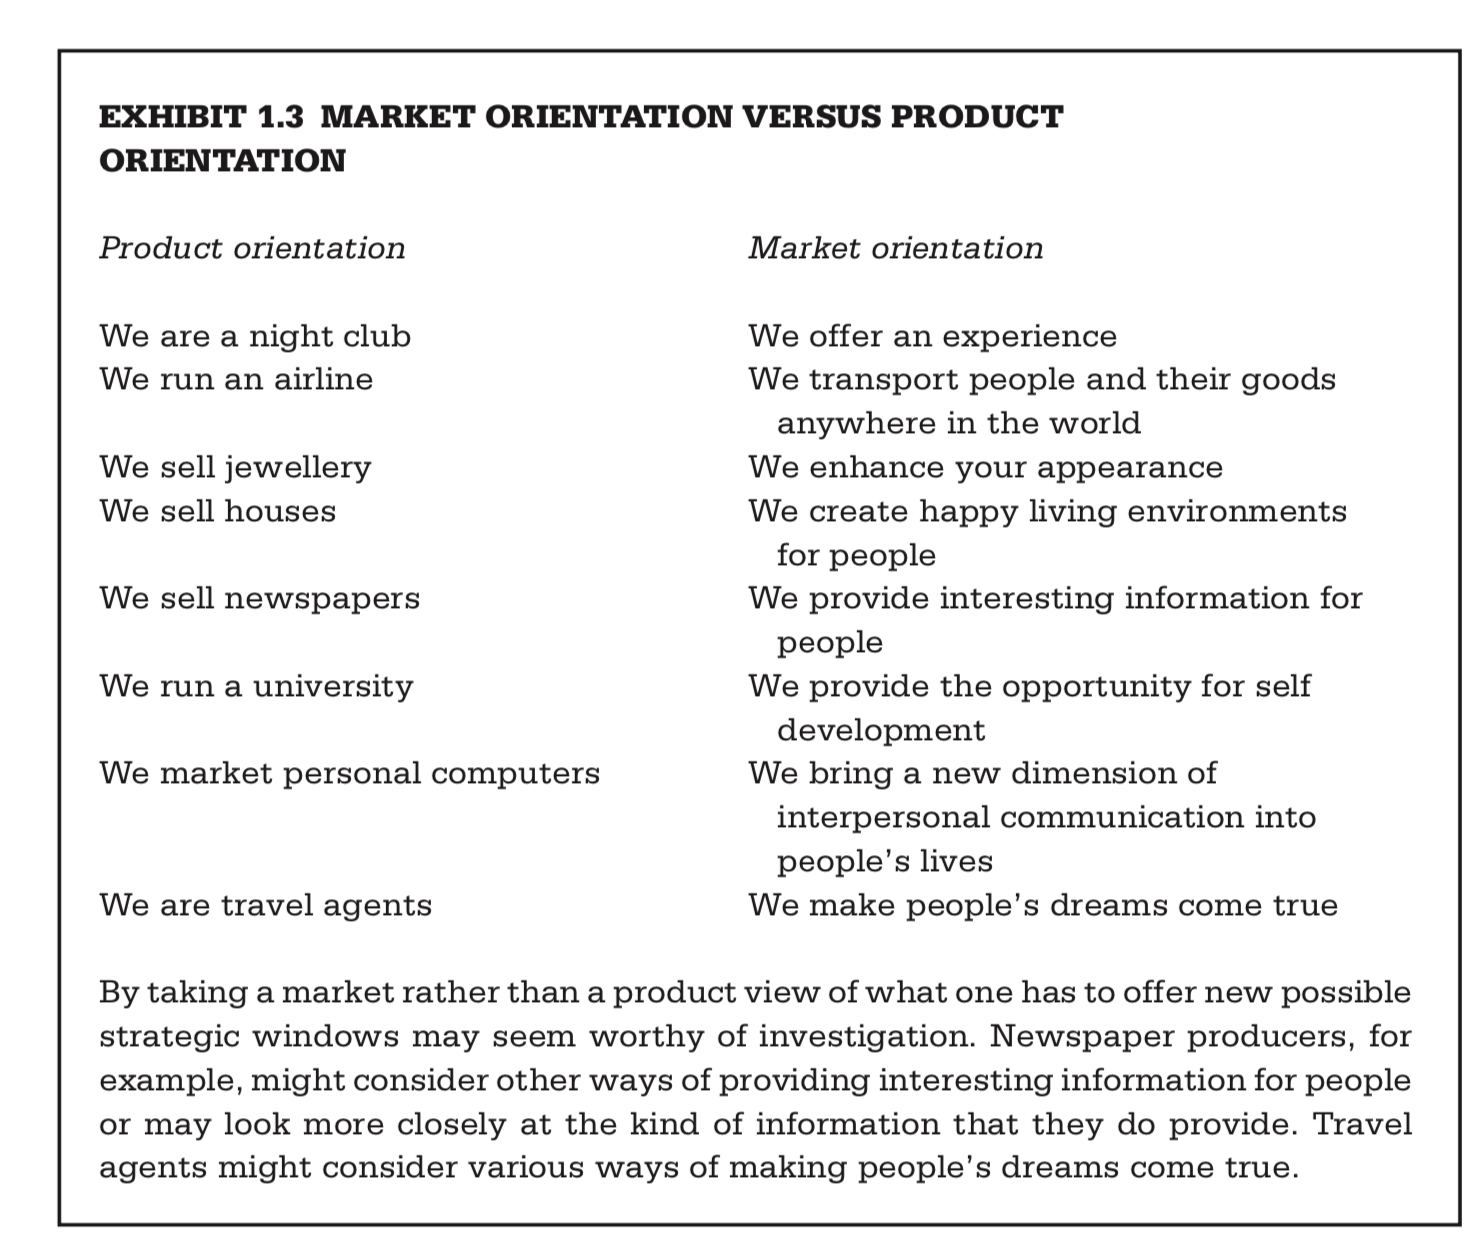 EXHIBIT 1.3 MARKET ORIENTATION VERSUS PRODUCT
ORIENTATION
Product orientation
Market orientation
We are a night club
We offer an experience
We run an airline
We transport people and their goods
anywhere in the world
We sell jewellery
We enhance your appearance
We sell houses
We create happy living environments
for people
We sell newspapers
We provide interesting information for
people
We run a university
We provide the opportunity for self
development
We market personal computers
We bring a new dimension of
interpersonal communication into
people’s lives
We are travel agents
We make people’s dreams come true
By taking a market rather than a product view of what one has to offer new possible
strategic windows may seem worthy of investigation. Newspaper producers, for
example, might consider other ways of providing interesting information for people
or may look more closely at the kind of information that they do provide. Travel
agents might consider various ways of making people’s dreams come true.